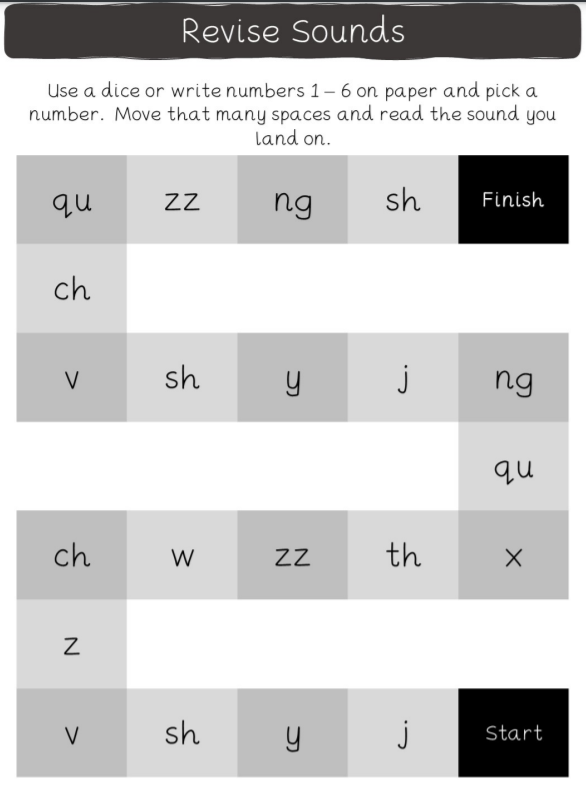 Revise Sounds
Use a dice or write numbers 1 – 6 on paper and pick a
number. Move that many spaces and read the sound you
land on.
qu zz ng sh Finish
ch
v sh y j ng
qu
ch w zz th x
z
v sh y j Start